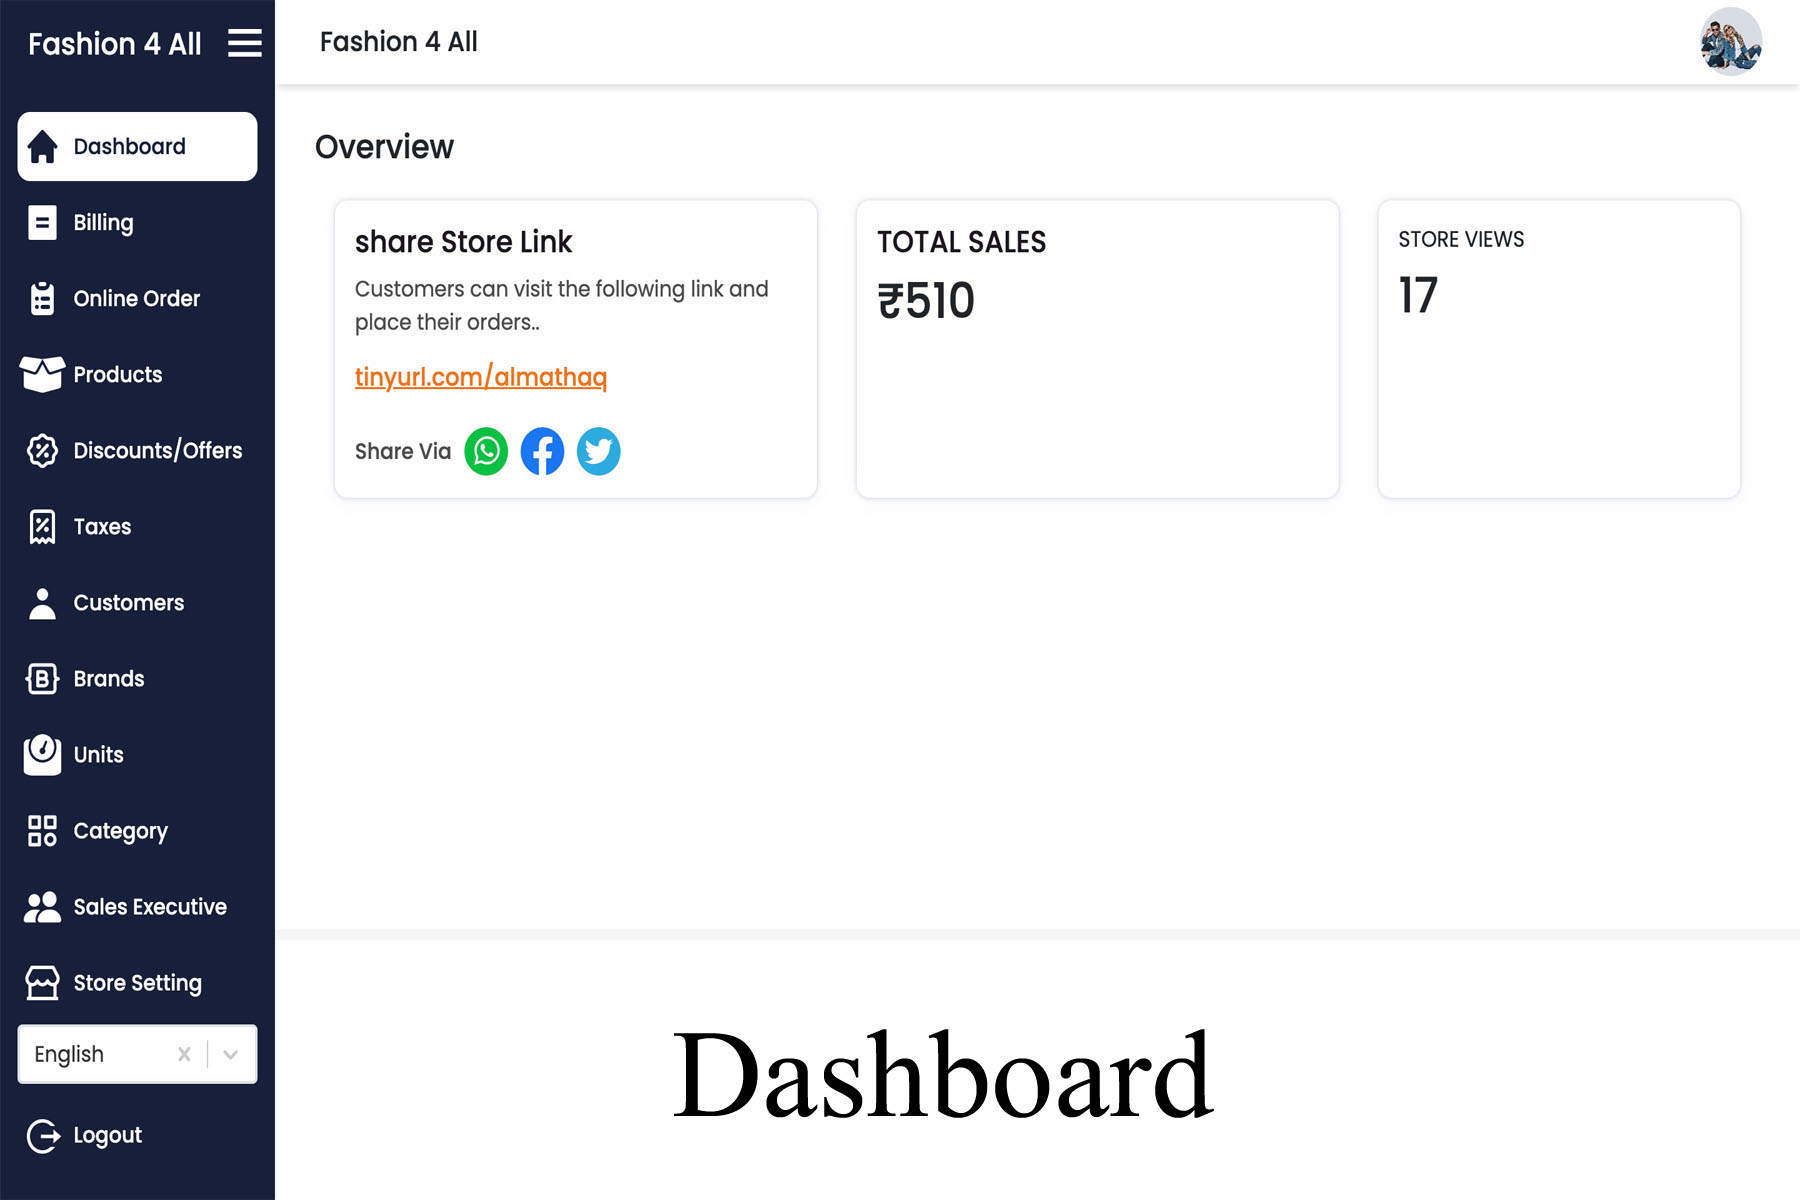 Fashion 4 All
Fashion 4 All
Dashboard
Billing
Online Order
Products
Discounts/Offers
Taxes
Customers
Brands
Units
Category
Sales Executive
Store Setting
English
Logout
Overview
share Store Link
Customers can visit the following link and
place their orders..
tinyurl.com/almathaq
Share Via
TOTAL SALES
₹510
STORE VIEWS
17
Dashboard